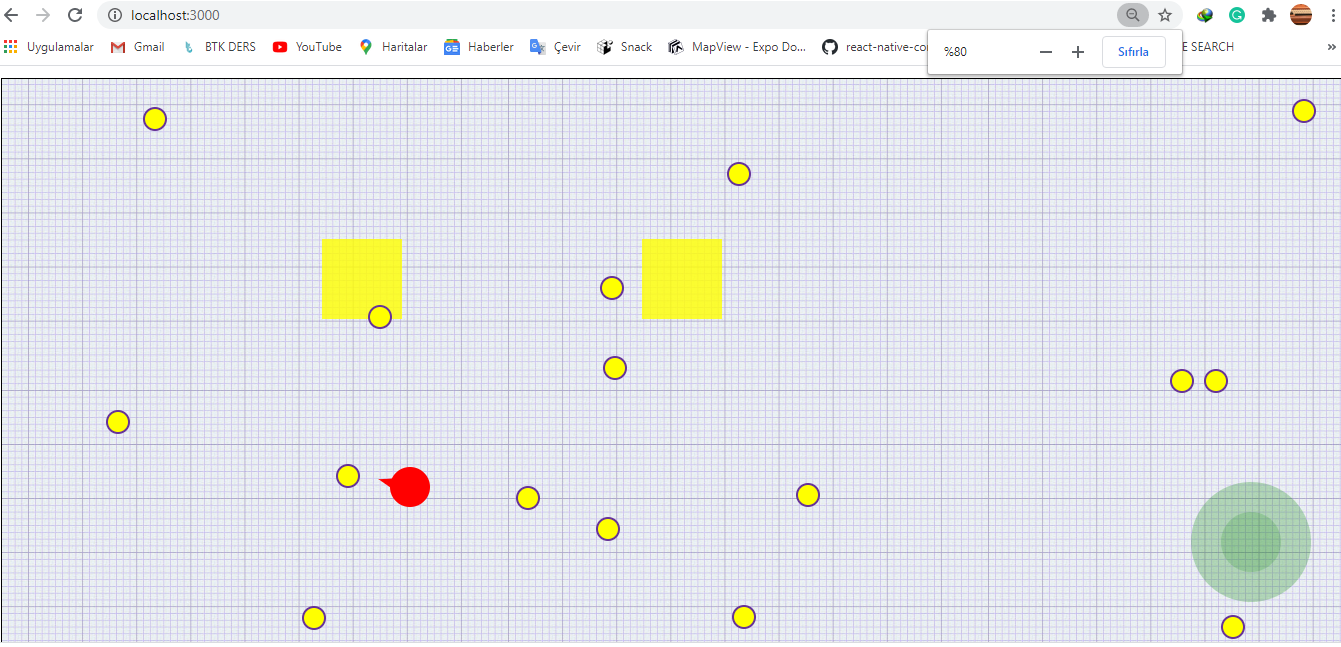 localhost:3000
Uygulamalar Gmail BTK DERS YouTube Haritalar Haberler Çevir Snack MapView - Expo Do... react-native-co E SEARCH »
%80 Sıfırla